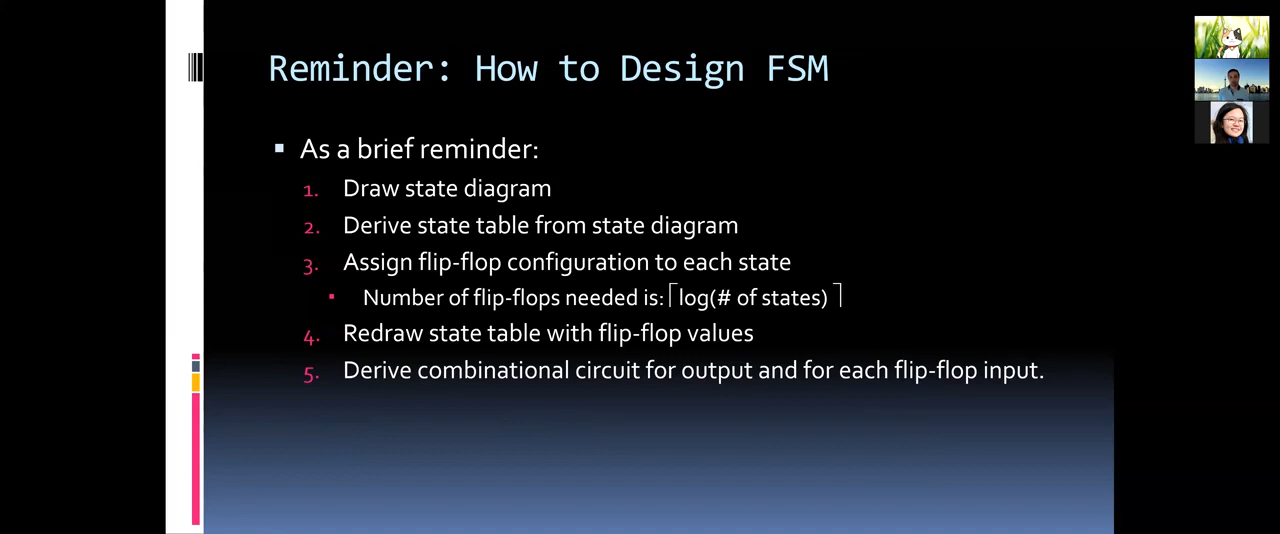 Reminder: How to Design FSM
▪ As a brief reminder:
1. Draw state diagram
2. Derive state table from state diagram
3. Assign flip-flop configuration to each state
▪ Number of flip-flops needed is: ⌈log(# of states) ⌉
4. Redraw state table with flip-flop values
5. Derive combinational circuit for output and for each flip-flop input.